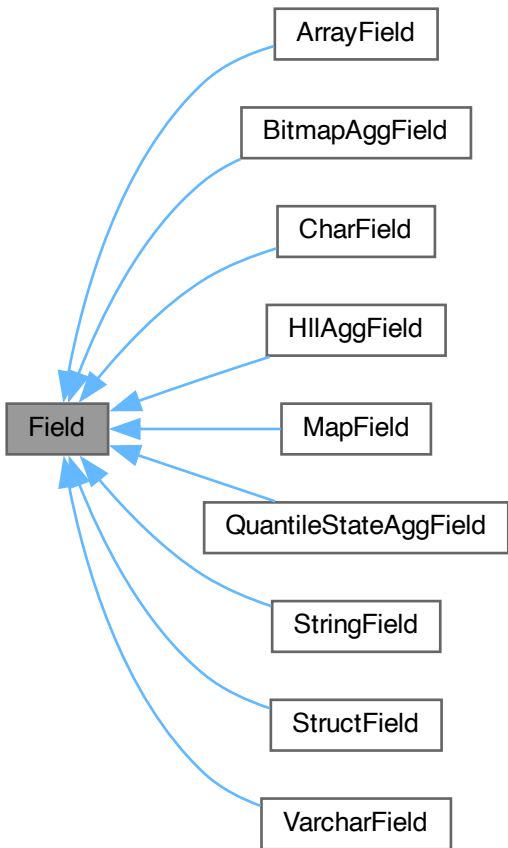 ArrayField
BitmapAggField
CharField
HllAggField
Field
MapField
QuantileStateAggField
StringField
StructField
VarcharField